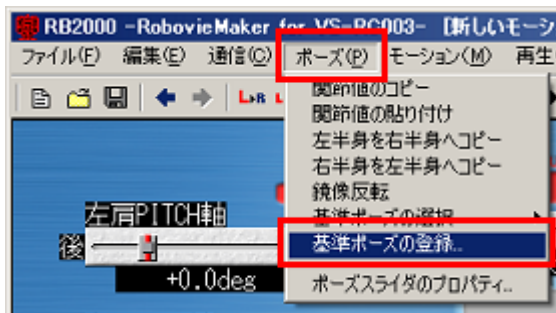 RB2000 -RobovieMaker for VS-RC003- [新しいモーシ
ファイル(F) 編集(E) 通信(C) ポーズ(P) モーション(M) 再生
L▸R
関節値のコピー
関節値の貼り付け
左半身を右半身へコピー
右半身を左半身へコピー
鏡像反転
基準ポーズの選択
基準ポーズの登録..
ポーズスライダのプロパティ..
左肩PITCH軸
後
+0.0deg